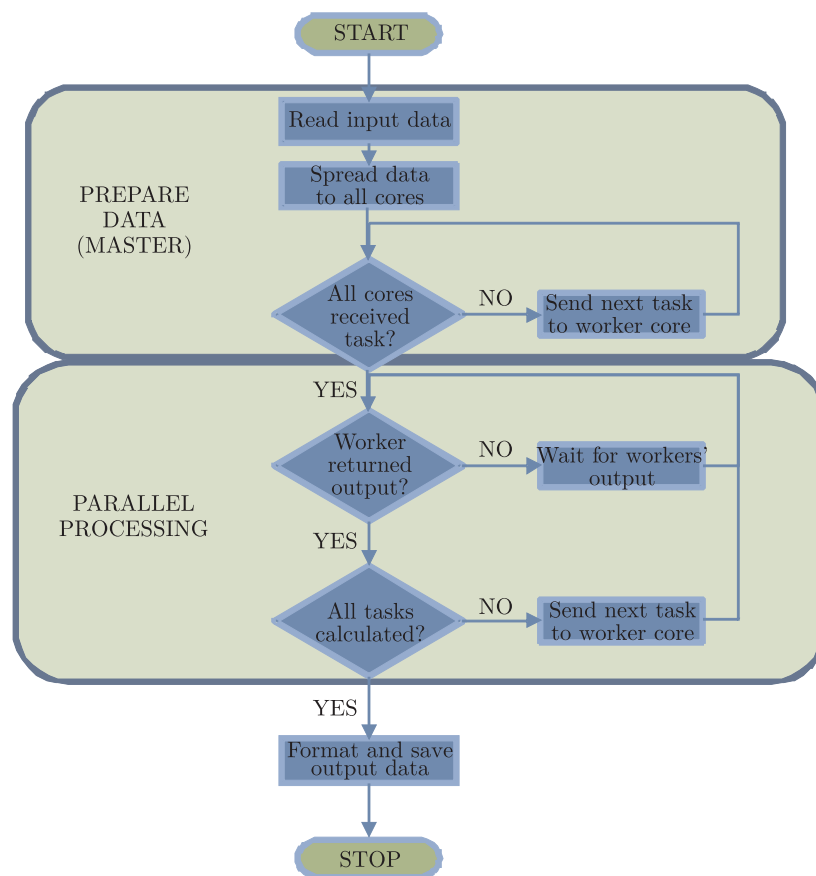 START
Read input data
Spread data
to all cores
PREPARE
DATA
(MASTER)
All cores
received
task?
NO
Send next task
to worker core
YES
Worker
returned
output?
NO
Wait for workers'
output
PARALLEL
PROCESSING
YES
All tasks
calculated?
NO
Send next task
to worker core
YES
Format and save
output data
STOP